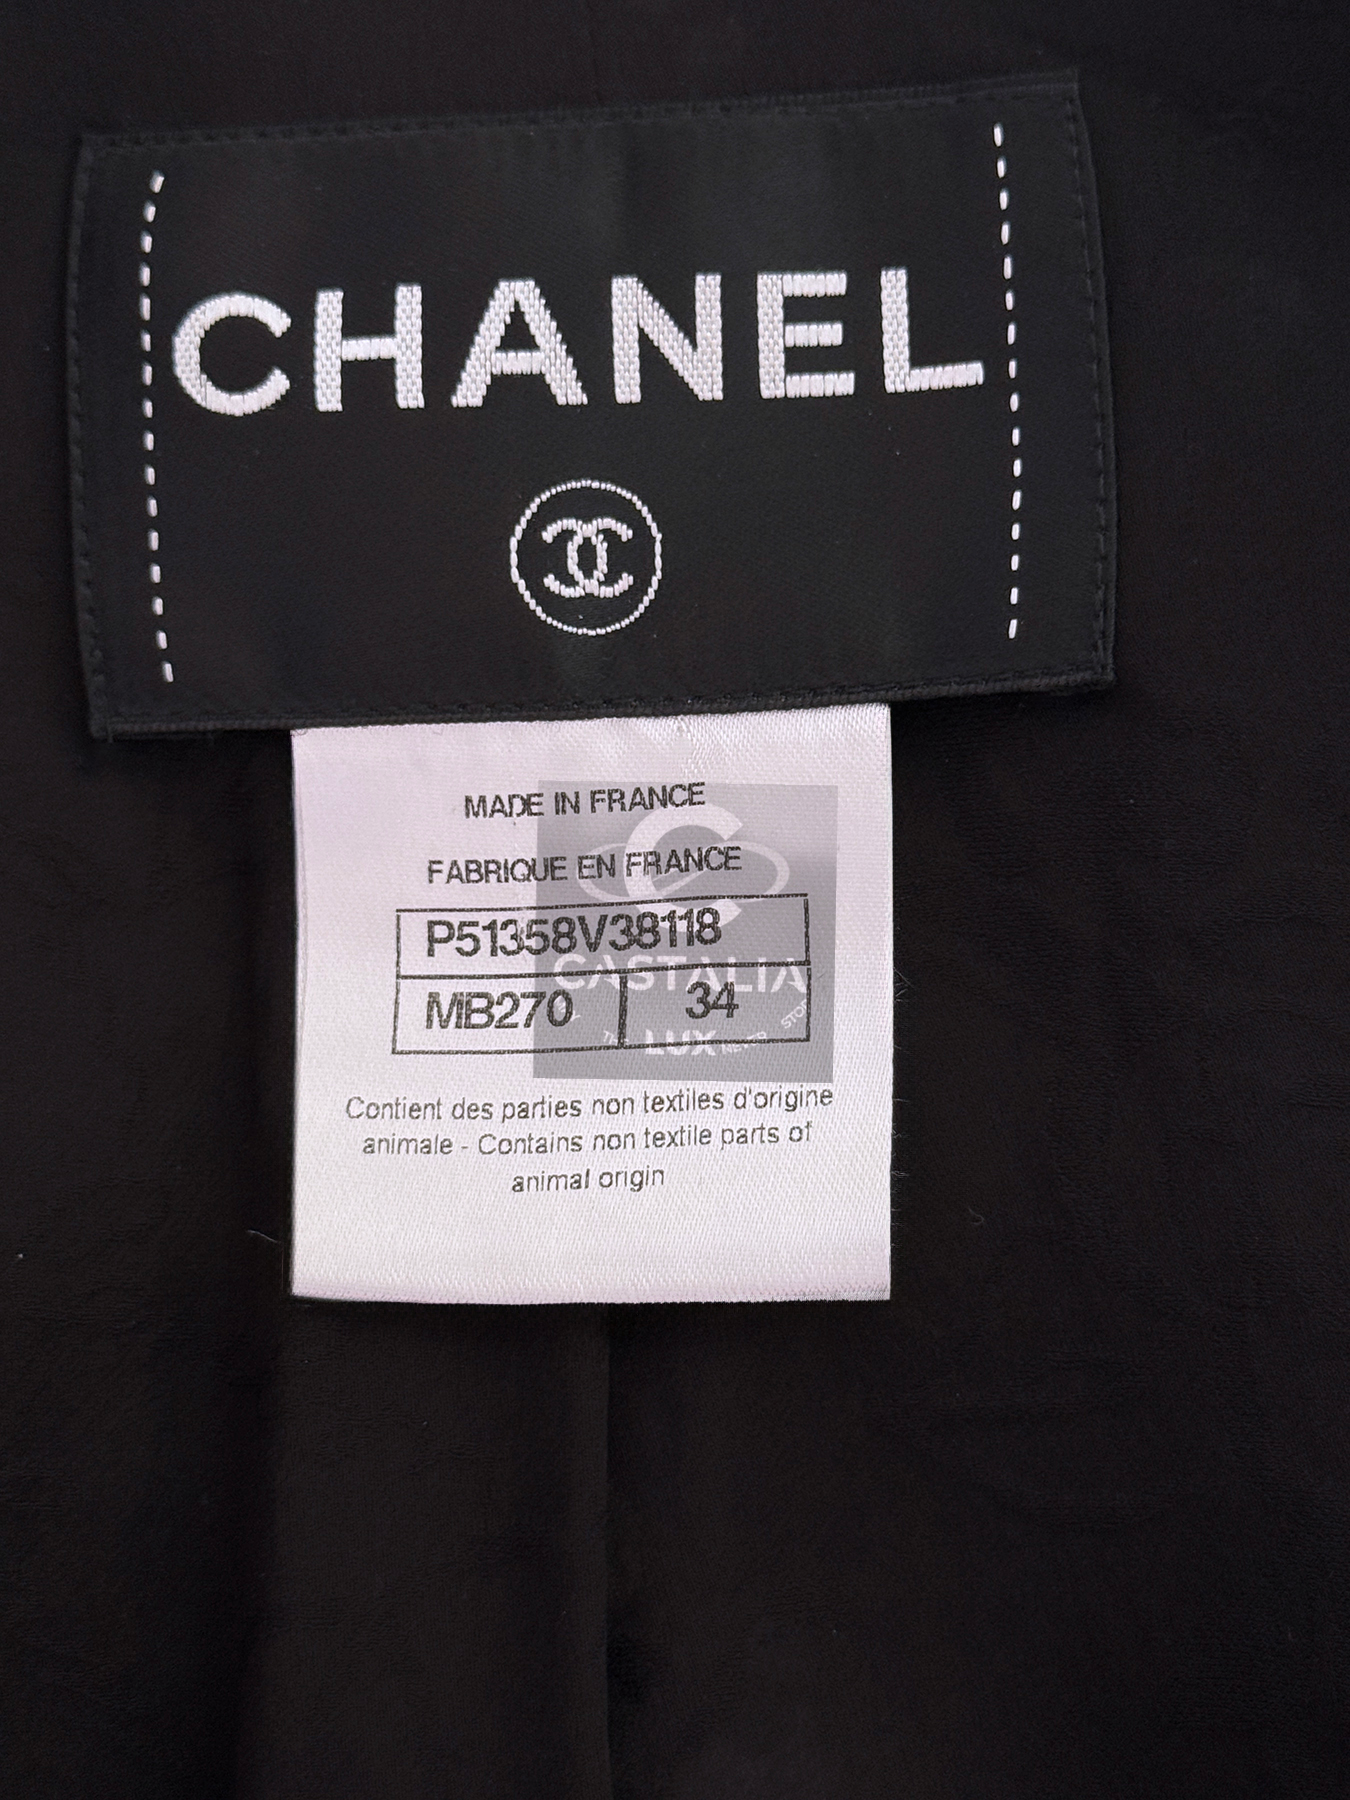 CHANEL
MADE IN FRANCE
FABRIQUE EN FRANCE
P51358V38118
MB270 34
CASTALIA
LUX NEVER
Contient des parties non textiles d'origine
animale - Contains non textile parts of
animal origin